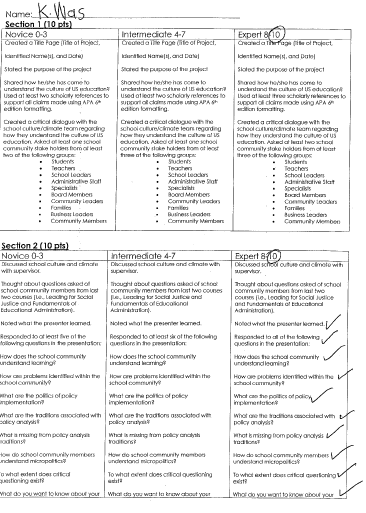 Name: K. Was
Section 1 (10 pts)
Novice 0-3
Created a Title Page (Title of Project,
Identified Name(s), and Date)
Stated the purpose of the project
Shared how he/she has come to
understand the culture of US education?
Used at least two scholarly references to
support all claims made using APA 6th
edition formatting.
Created a critical dialogue with the
school culture/climate team regarding
how they understand the culture of US
education. Asked at least one school
community stake holders from at least
two of the following groups:
• Students
• Teachers
• School Leaders
• Administrative Staff
• Specialists
• Board Members
• Community Leaders
• Families
• Business Leaders
• Community Members
Intermediate 4-7
Created a Title Page (Title of Project,
Identified Name(s), and Date)
Stated the purpose of the project
Shared how he/she has come to
understand the culture of US education?
Used at least two scholarly references to
support all claims made using APA 6th
edition formatting.
Created a critical dialogue with the
school culture/climate team regarding
how they understand the culture of US
education. Asked at least one school
community stake holders from at least
three of the following groups:
• Students
• Teachers
• School Leaders
• Administrative Staff
• Specialists
• Board Members
• Community Leaders
• Families
• Business Leaders
• Community Members
Expert 8-10
Created a Title Page (Title of Project,
Identified Name(s), and Date)
Stated the purpose of the project
Shared how he/she has come to
understand the culture of US education?
Used at least three scholarly references to
support all claims made using APA 6th
edition formatting.
Created a critical dialogue with the
school culture/climate team regarding
how they understand the culture of US
education. Asked at least one school
community stake holders from at least
three of the following groups:
• Students
• Teachers
• School Leaders
• Administrative Staff
• Specialists
• Board Members
• Community Leaders
• Families
• Business Leaders
• Community Members
Section 2 (10 pts)
Novice 0-3
Discussed school culture and climate
with supervisor.
Thought about questions asked of
school community members from last two
courses (i.e., Leading for Social Justice
and Fundamentals of
Educational Administration).
Noted what the presenter learned.
Responded to at least five of the
following questions in the presentation:
How does the school community
understand learning?
How are problems identified within the
school community?
What are the politics of policy
implementation?
What are the traditions associated with
policy analysis?
What is missing from policy analysis
traditions?
How do school community members
understand micropolitics?
To what extent does critical questioning
exist?
What do you want to know about your
Intermediate 4-7
Discussed school culture and climate with
supervisor.
Thought about questions asked of school
community members from last two
courses (i.e., Leading for Social Justice
and Fundamentals of Educational
Administration).
Noted what the presenter learned.
Responded to at least six of the following
questions in the presentation:
How does the school community
understand learning?
How are problems identified within the
school community?
What are the politics of policy
implementation?
What are the traditions associated with
policy analysis?
What is missing from policy analysis
traditions?
How do school community members
understand micropolitics?
To what extent does critical questioning
exist?
What do you want to know about your
Expert 8-10
Discussed school culture and climate with
supervisor.
Thought about questions asked of school
community members from last two
courses (i.e., Leading for Social Justice
and Fundamentals of Educational
Administration).
Noted what the presenter learned.
Responded to all of the following
questions in the presentation:
How does the school community
understand learning?
How are problems identified within the
school community?
What are the politics of policy
implementation?
What are the traditions associated with
policy analysis?
What is missing from policy analysis
traditions?
How do school community members
understand micropolitics?
To what extent does critical questioning
exist?
What do you want to know about your